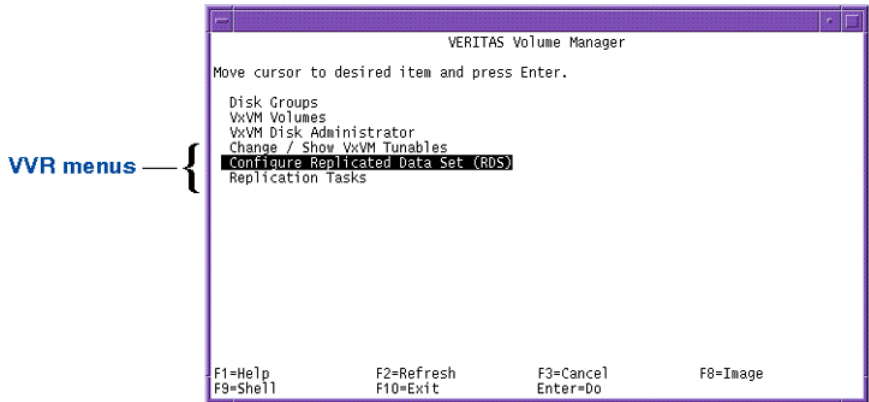 VERITAS Volume Manager
Move cursor to desired item and press Enter.
Disk Groups
VxVM Volumes
VxVM Disk Administrator
Change / Show VxVM Tunables
Configure Replicated Data Set (RDS)
Replication Tasks
VVR menus
F1=Help F2=Refresh F3=Cancel F8=Image
F9=Shell F10=Exit Enter=Do